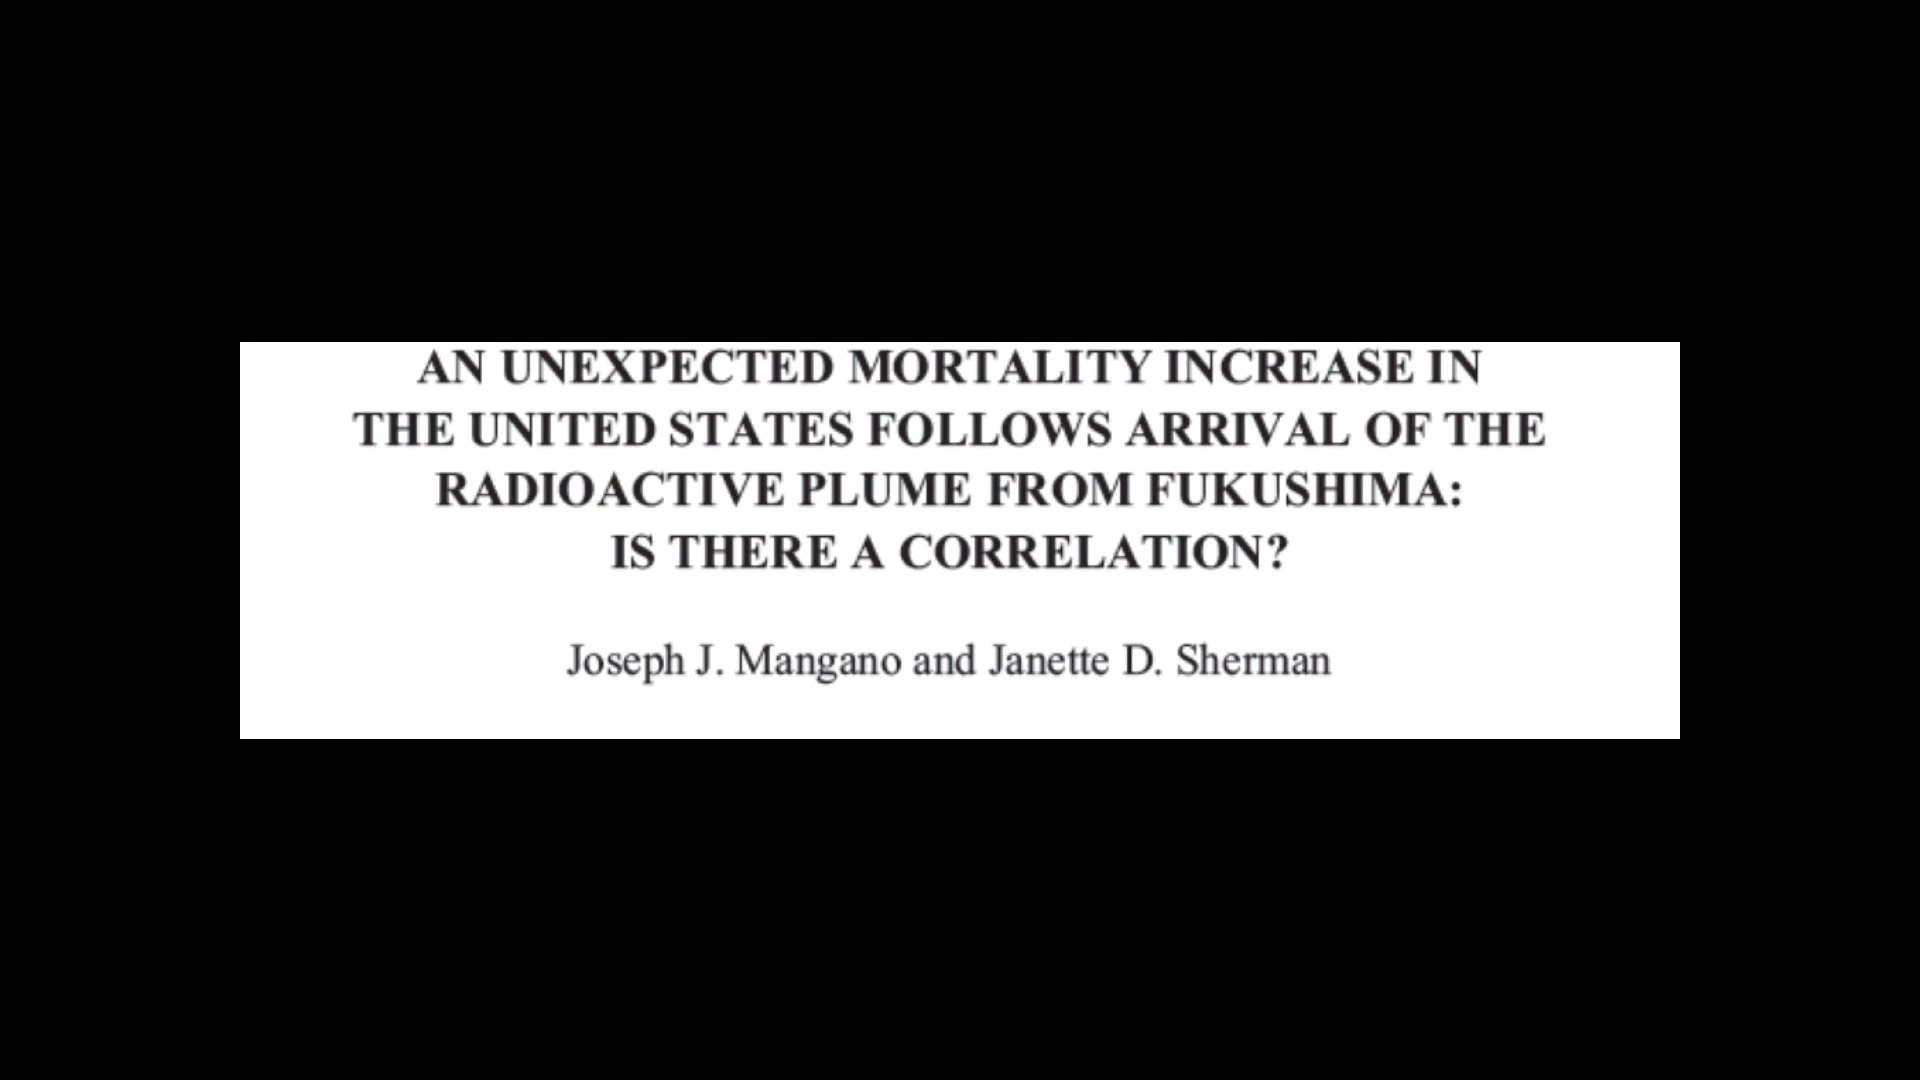 AN UNEXPECTED MORTALITY INCREASE IN
THE UNITED STATES FOLLOWS ARRIVAL OF THE
RADIOACTIVE PLUME FROM FUKUSHIMA:
IS THERE A CORRELATION?
Joseph J. Mangano and Janette D. Sherman